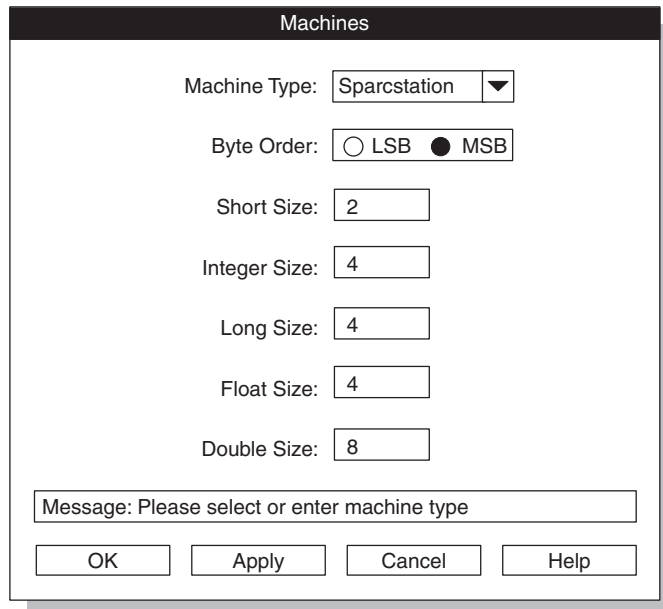 Machines
Machine Type: Sparcstation
Byte Order: LSB MSB
Short Size: 2
Integer Size: 4
Long Size: 4
Float Size: 4
Double Size: 8
Message: Please select or enter machine type
OK Apply Cancel Help